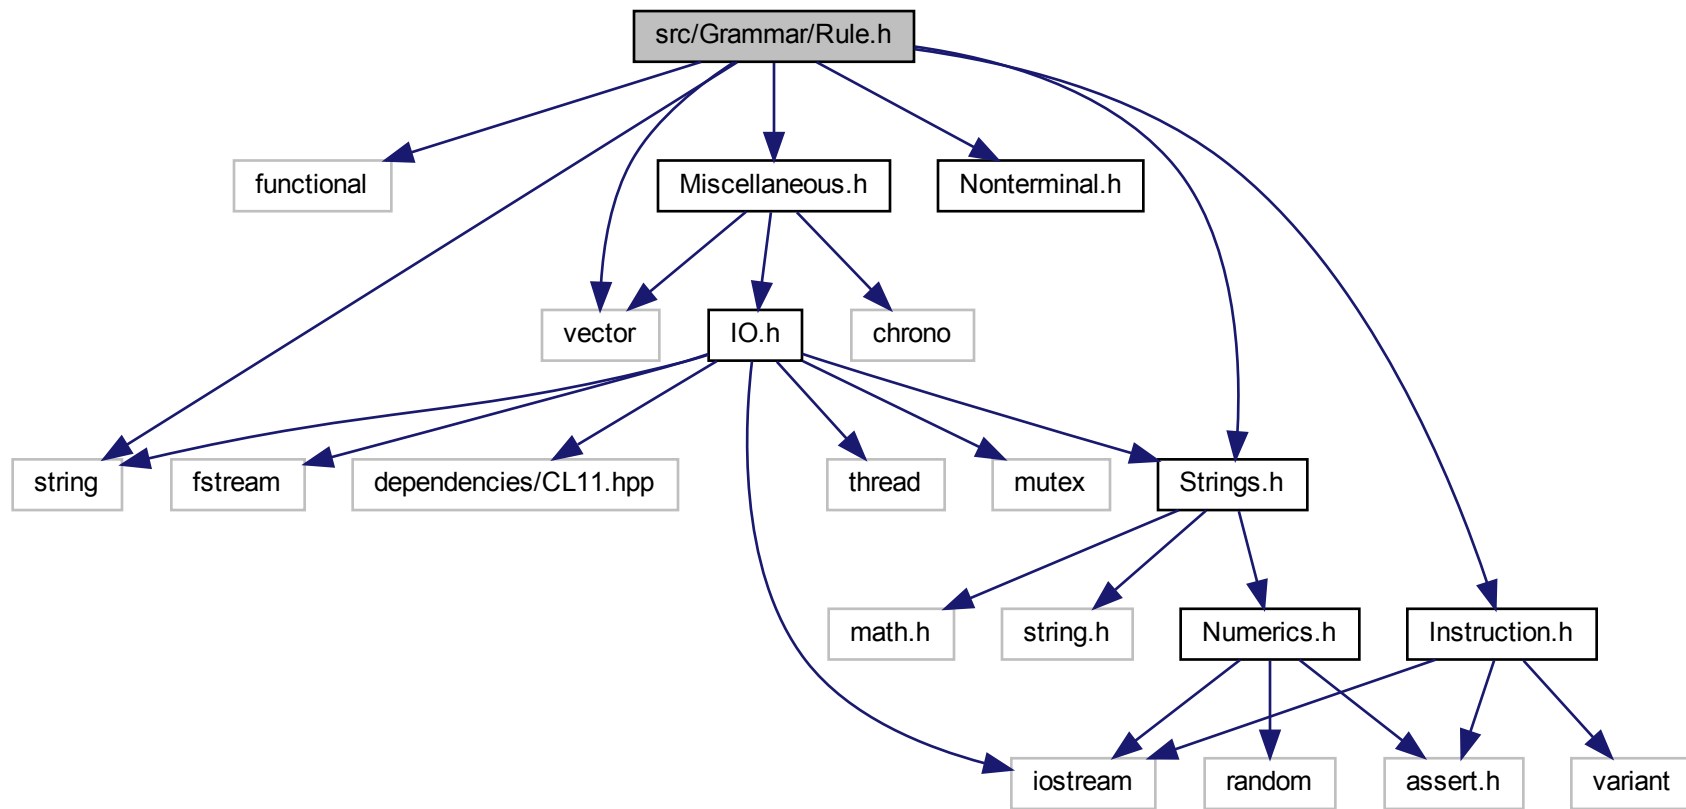 src/Grammar/Rule.h
functional
Miscellaneous.h
Nonterminal.h
vector
IO.h
chrono
string
fstream
dependencies/CL11.hpp
thread
mutex
Strings.h
math.h
string.h
Numerics.h
Instruction.h
iostream
random
assert.h
variant